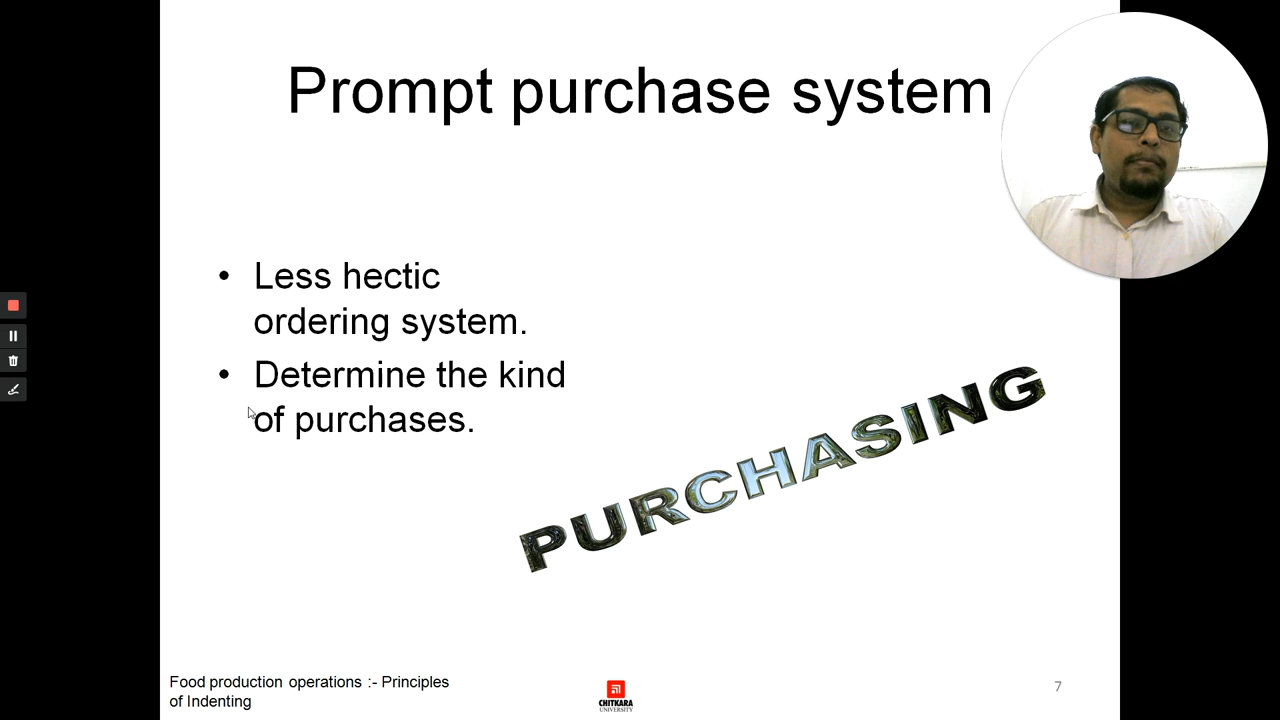 Prompt purchase system
• Less hectic
ordering system.
• Determine the kind
of purchases.
PURCHASING
Food production operations :- Principles
of Indenting
CHITKARA
UNIVERSITY
7